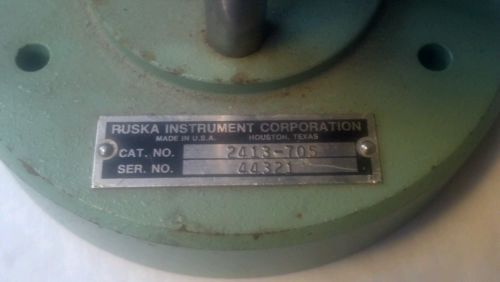 RUSKA INSTRUMENT CORPORATION
MADE IN U.S.A. HOUSTON, TEXAS
CAT. NO. 2413-705
SER. NO. 44321